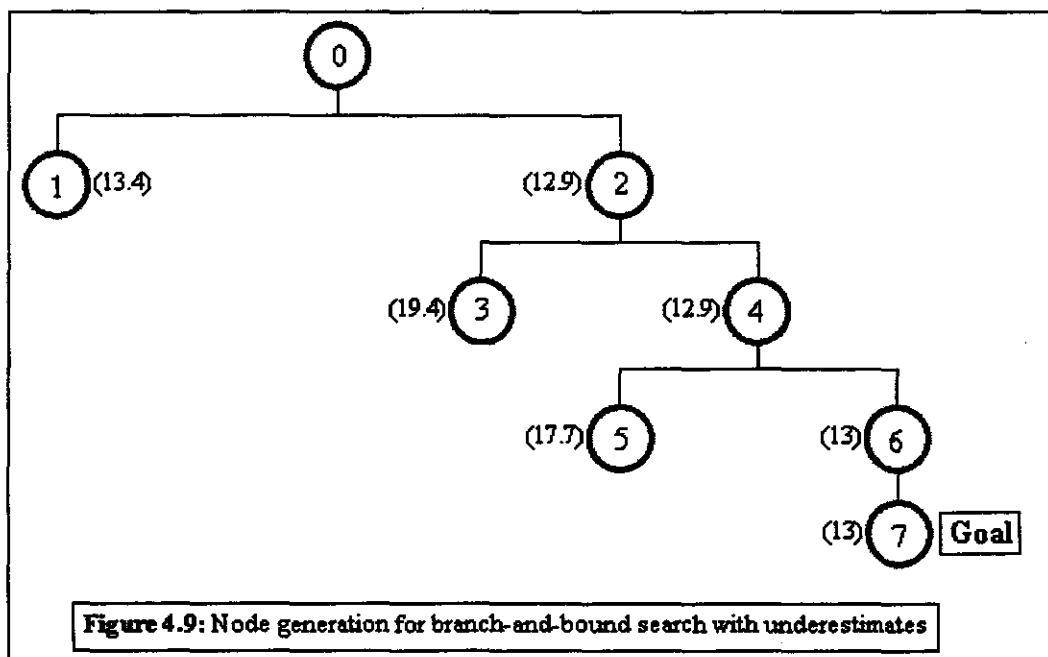 0
1 (13.4) (12.9) 2
(19.4) 3 (12.9) 4
(17.7) 5 (13) 6
(13) 7 Goal
Figure 4.9: Node generation for branch-and-bound search with underestimates